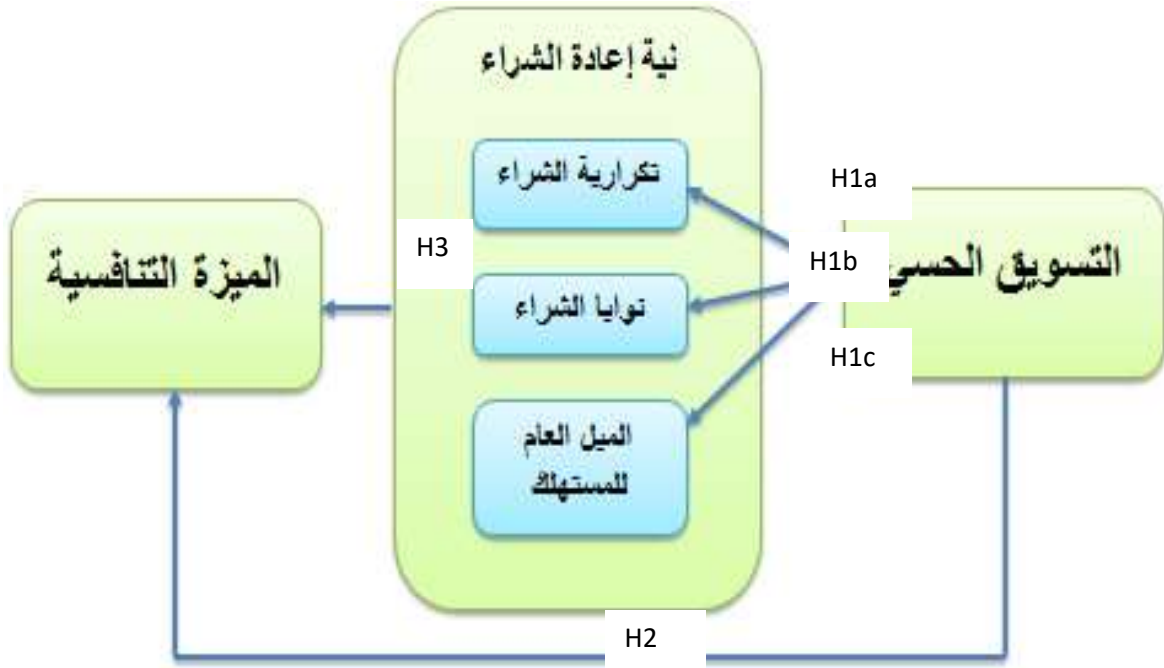 نية إعادة الشراء
تكرارية الشراء
H1a
التسويق الحسي
H1b
H3
الميزة التنافسية
نوايا الشراء
H1c
الميل العام
للمستهلك
H2